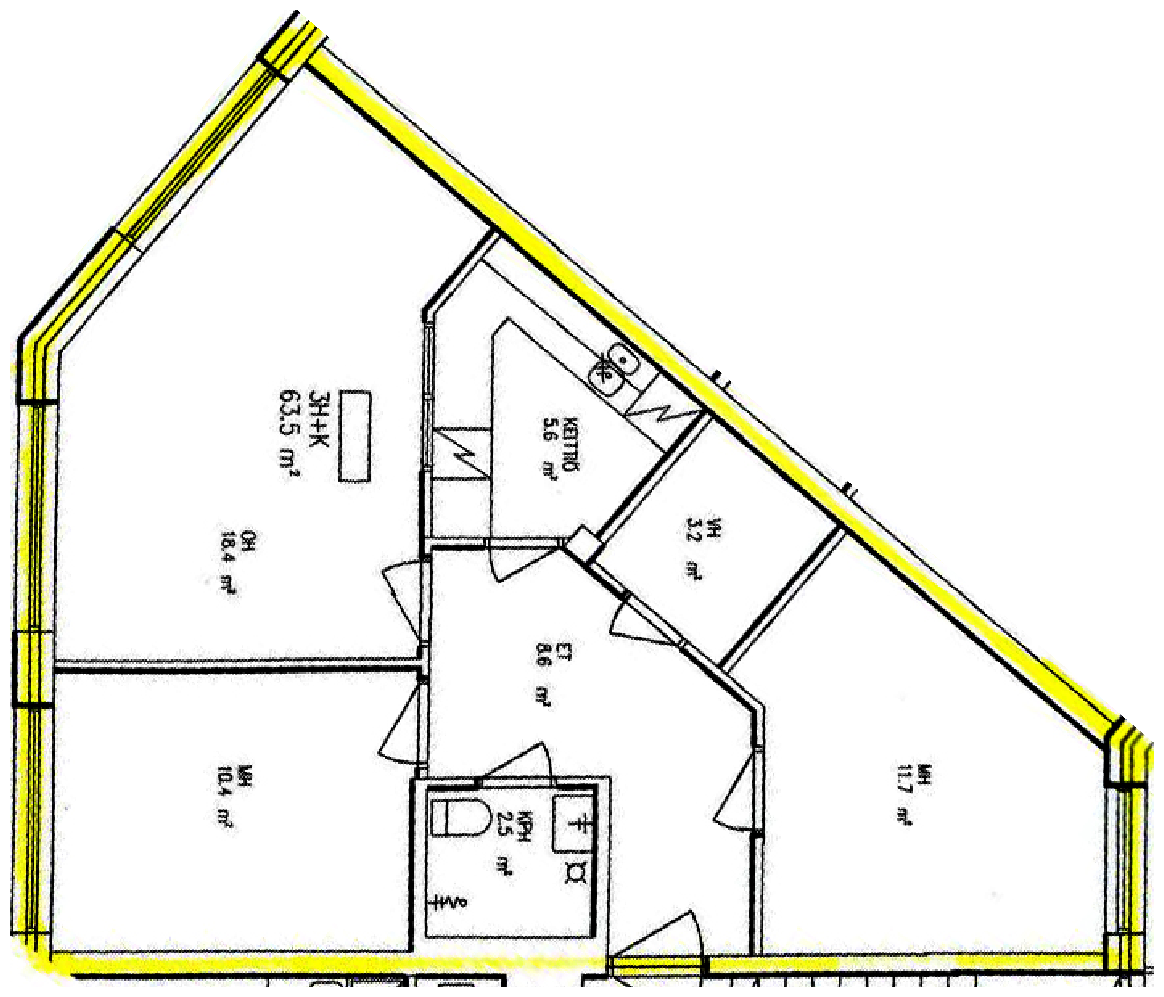 3H+K
63.5 m²
KEITTIÖ
5.6 m²
VH
3.2 m²
OH
18.4 m²
ET
8.6 m²
MH
10.4 m²
KPH
2.5 m²
MH
11.7 m²